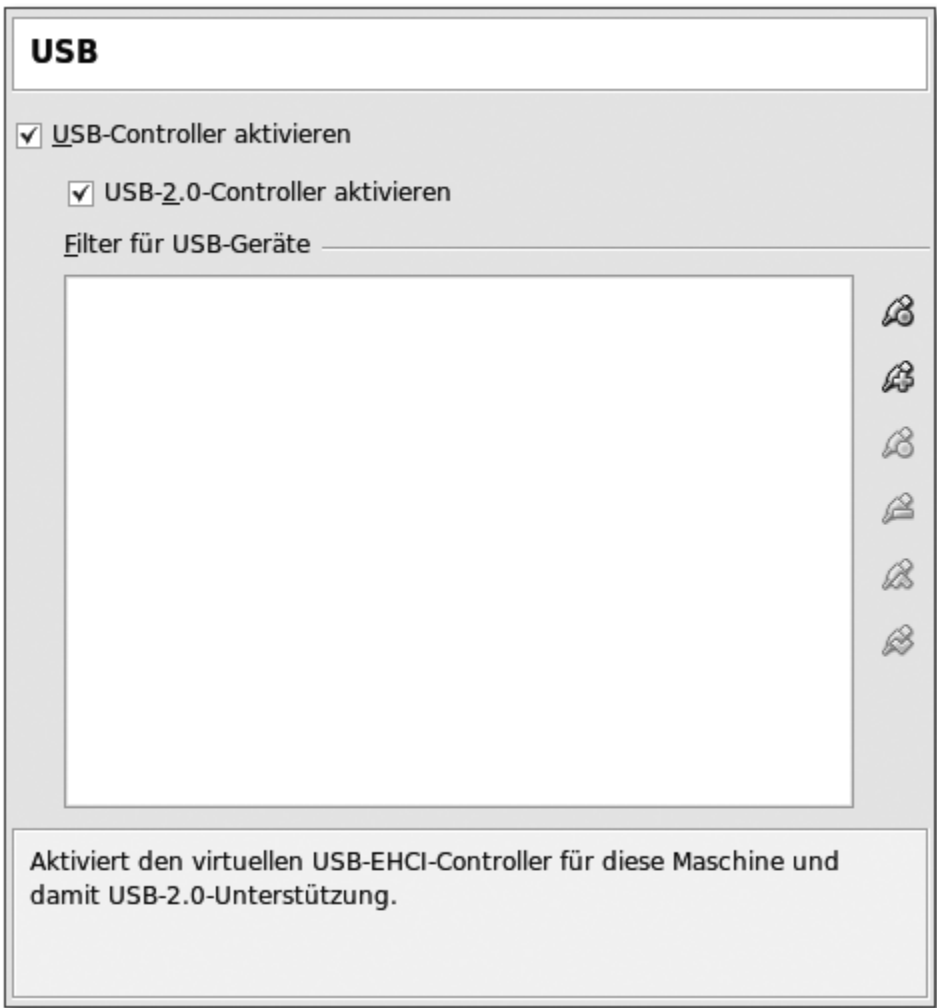 USB
USB-Controller aktivieren
USB-2.0-Controller aktivieren
Filter für USB-Geräte
Aktiviert den virtuellen USB-EHCI-Controller für diese Maschine und
damit USB-2.0-Unterstützung.